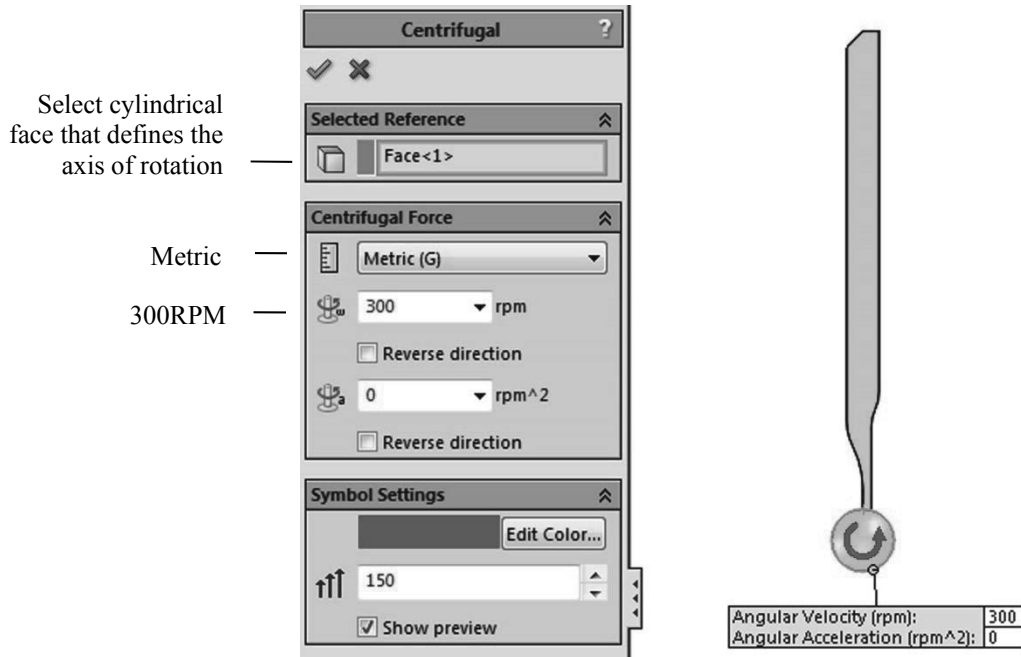 Centrifugal ?
Select cylindrical
face that defines the
axis of rotation
Selected Reference
Face<1>
Centrifugal Force
Metric
Metric (G)
300RPM
300 rpm
Reverse direction
0 rpm^2
Reverse direction
Symbol Settings
Edit Color...
150
Show preview
Angular Velocity (rpm): 300
Angular Acceleration (rpm^2): 0